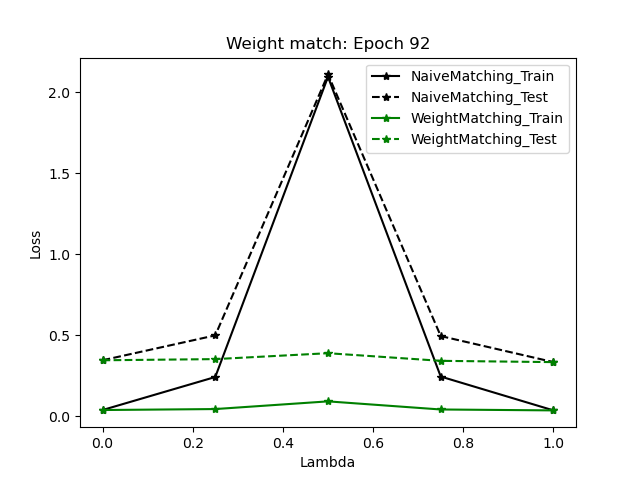 Weight match: Epoch 92
NaiveMatching_Train
NaiveMatching_Test
WeightMatching_Train
WeightMatching_Test
2.0
1.5
1.0
0.5
0.0
Loss
0.0 0.2 0.4 0.6 0.8 1.0
Lambda